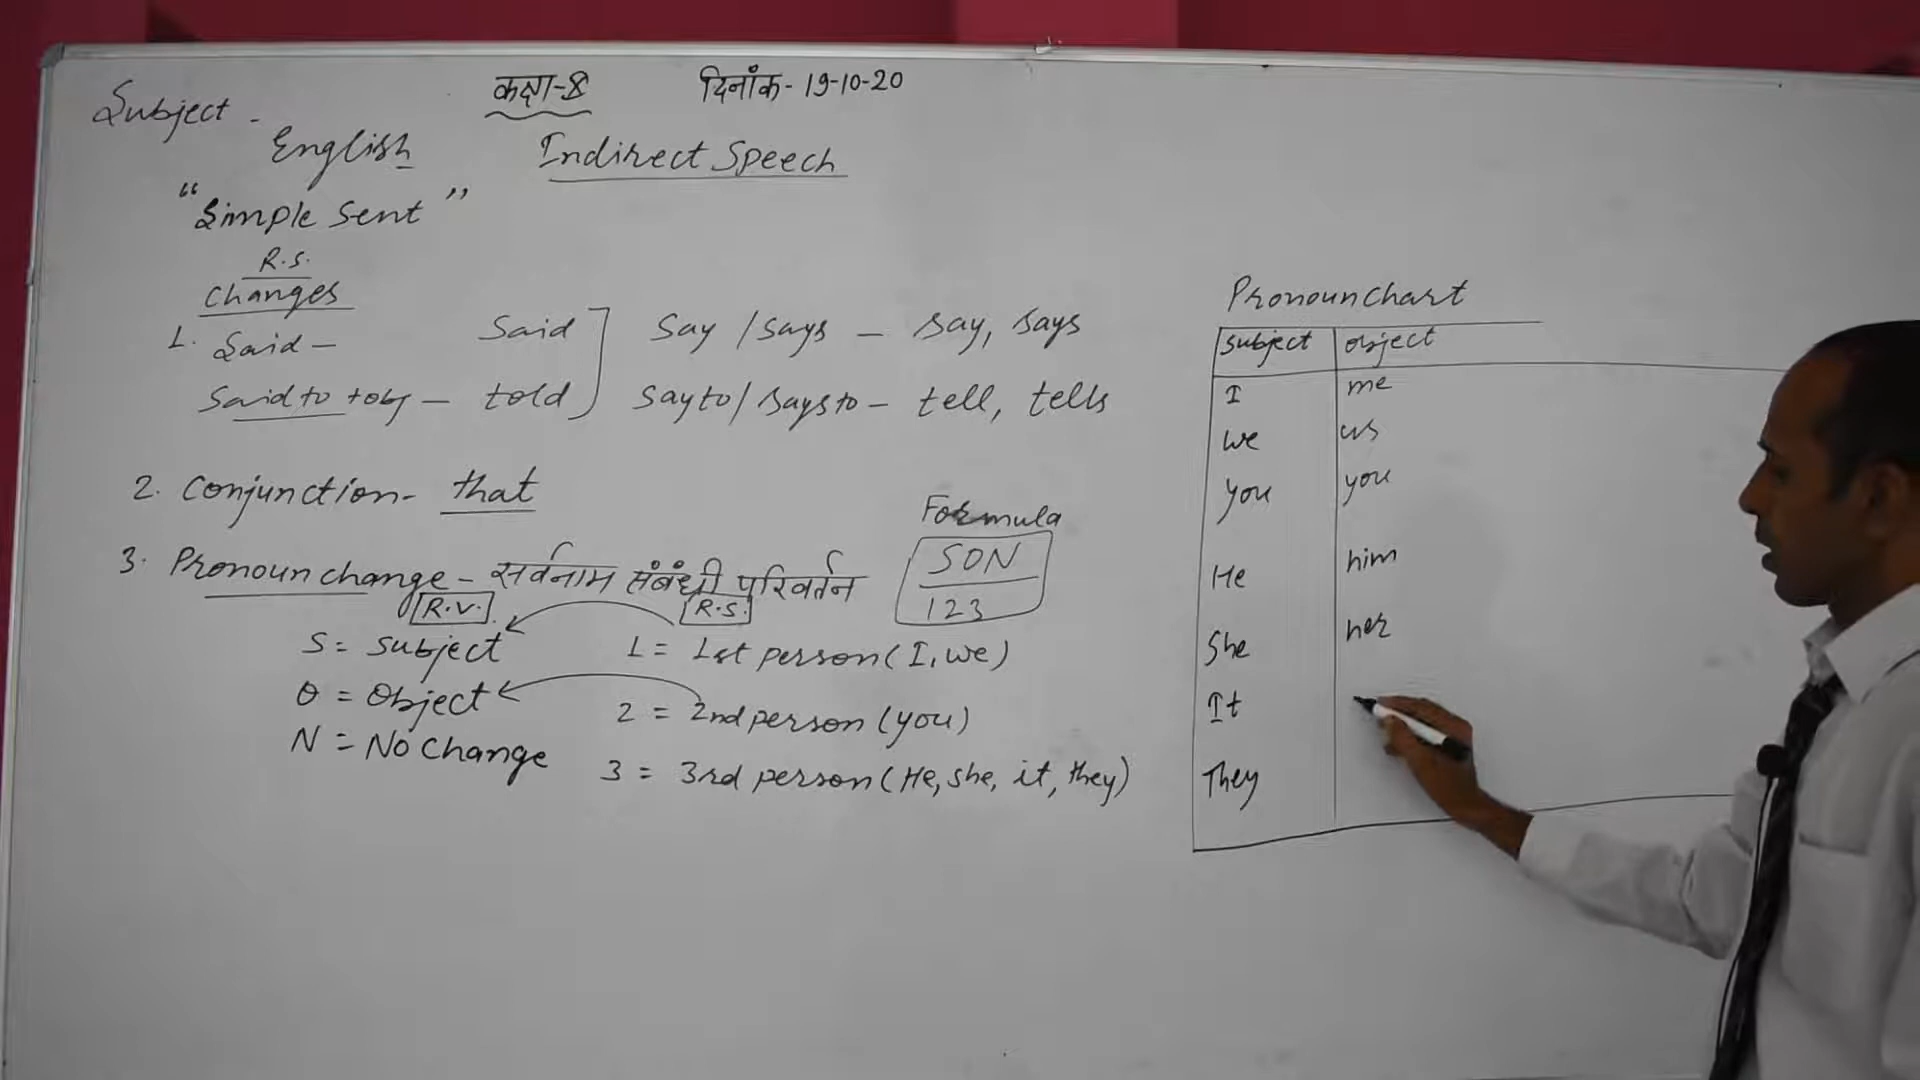 Subject - कक्षा-8 दिनांक - 19-10-20
English Indirect Speech
"Simple Sent"
R.S.
Changes
1. Said - Said ] Say / Says - Say, Says
Said to + obj - told ] Say to / Says to - tell, tells
2. Conjunction - that
Formula
SON
123
3. Pronoun change - सर्वनाम संबंधी परिवर्तन
R.V. R.S.
S = Subject 1 = 1st person (I, we)
O = Object 2 = 2nd person (you)
N = No Change 3 = 3rd person (He, she, it, they)
Pronoun Chart
Subject object
I me
We us
You you
He him
She her
It
They